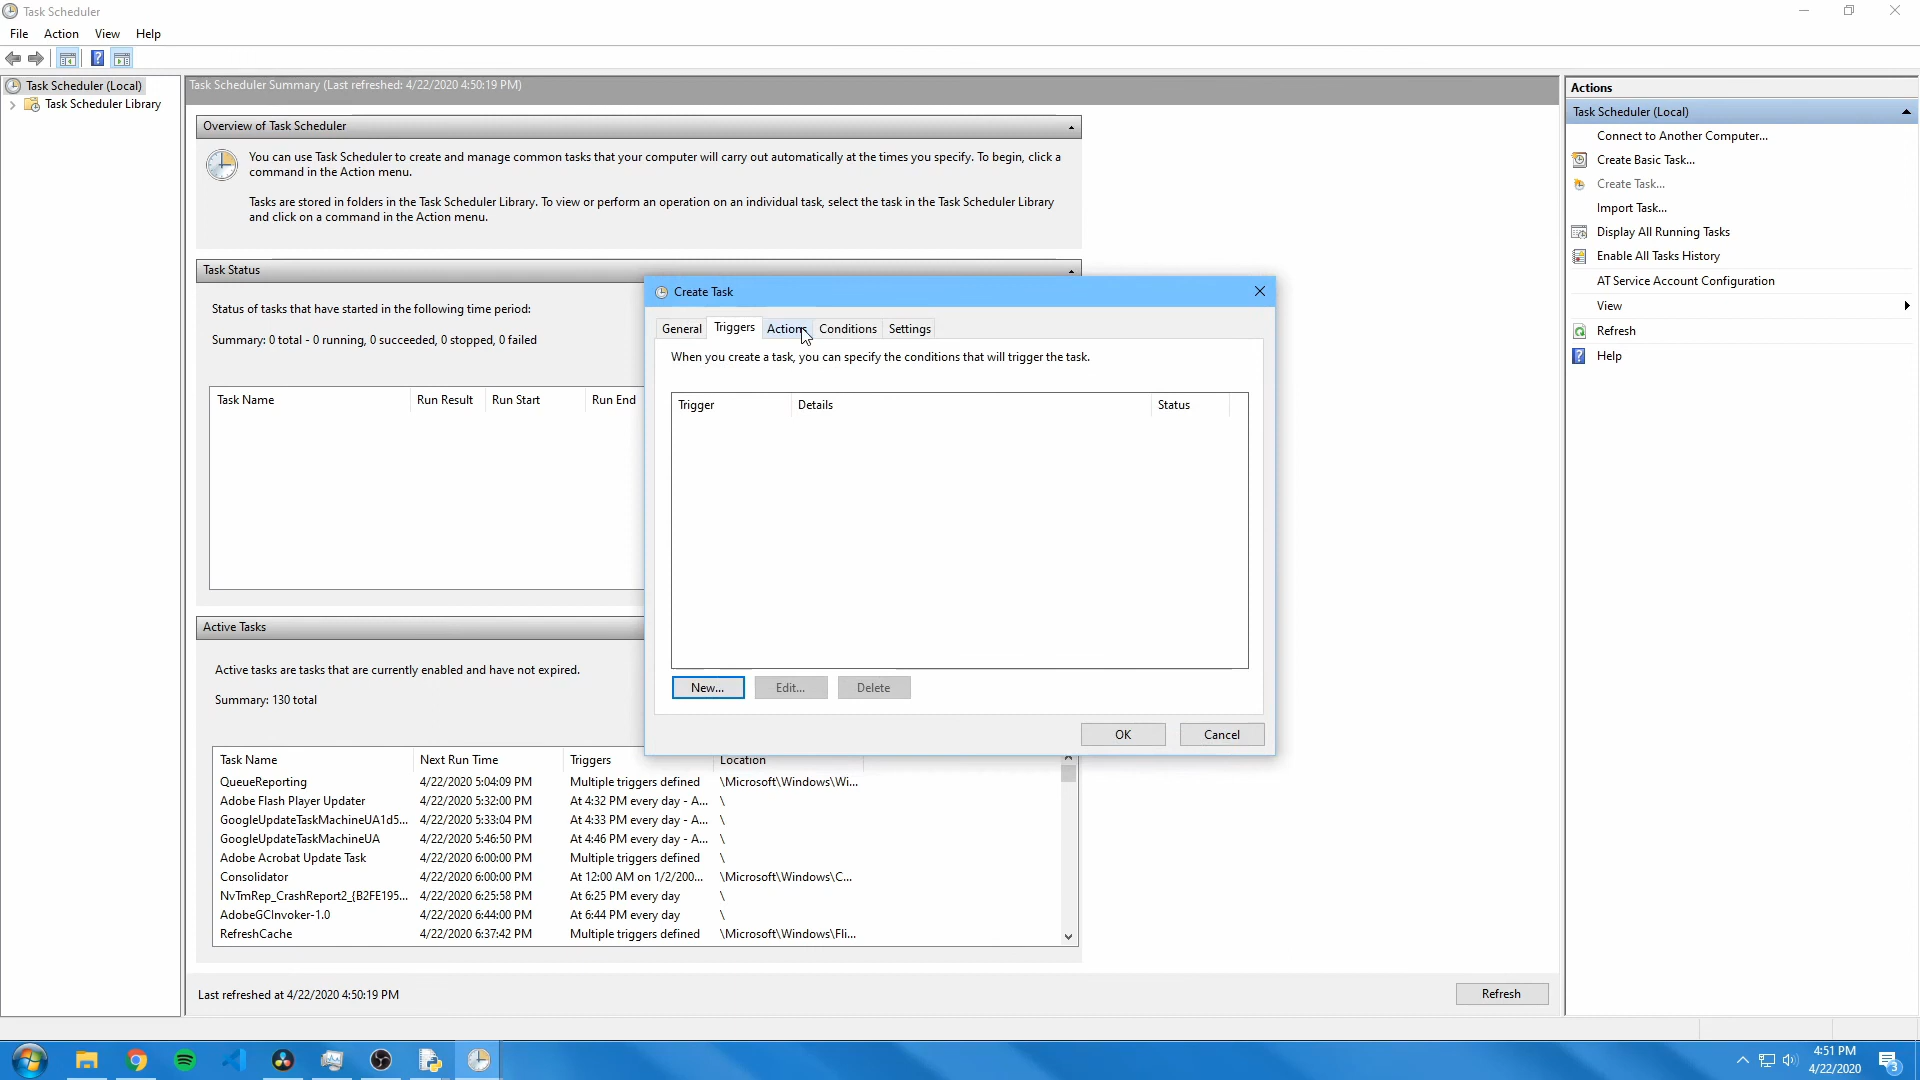 Task Scheduler
File Action View Help
Task Scheduler (Local)
Task Scheduler Library
Task Scheduler Summary (Last refreshed: 4/22/2020 4:50:19 PM)
Overview of Task Scheduler
You can use Task Scheduler to create and manage common tasks that your computer will carry out automatically at the times you specify. To begin, click a
command in the Action menu.
Tasks are stored in folders in the Task Scheduler Library. To view or perform an operation on an individual task, select the task in the Task Scheduler Library
and click on a command in the Action menu.
Task Status
Status of tasks that have started in the following time period:
Summary: 0 total - 0 running, 0 succeeded, 0 stopped, 0 failed
Task Name Run Result Run Start Run End
Active Tasks
Active tasks are tasks that are currently enabled and have not expired.
Summary: 130 total
Task Name Next Run Time Triggers Location
QueueReporting 4/22/2020 5:04:09 PM Multiple triggers defined \Microsoft\Windows\Wi...
Adobe Flash Player Updater 4/22/2020 5:32:00 PM At 4:32 PM every day - A... \
GoogleUpdateTaskMachineUA1d5... 4/22/2020 5:33:04 PM At 4:33 PM every day - A... \
GoogleUpdateTaskMachineUA 4/22/2020 5:46:50 PM At 4:46 PM every day - A... \
Adobe Acrobat Update Task 4/22/2020 6:00:00 PM Multiple triggers defined \
Consolidator 4/22/2020 6:00:00 PM At 12:00 AM on 1/2/200... \Microsoft\Windows\C...
NvTmRep_CrashReport2_{B2FE195... 4/22/2020 6:25:58 PM At 6:25 PM every day \
AdobeGCInvoker-1.0 4/22/2020 6:44:00 PM At 6:44 PM every day \
RefreshCache 4/22/2020 6:37:42 PM Multiple triggers defined \Microsoft\Windows\Fli...
Last refreshed at 4/22/2020 4:50:19 PM
Refresh
Create Task
General Triggers Actions Conditions Settings
When you create a task, you can specify the conditions that will trigger the task.
Trigger Details Status
New... Edit... Delete
OK Cancel
Actions
Task Scheduler (Local)
Connect to Another Computer...
Create Basic Task...
Create Task...
Import Task...
Display All Running Tasks
Enable All Tasks History
AT Service Account Configuration
View
Refresh
Help
4:51 PM
4/22/2020
3